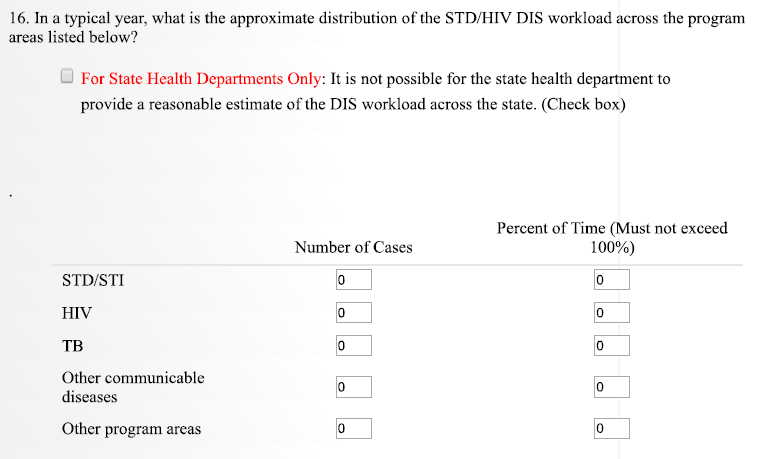 16. In a typical year, what is the approximate distribution of the STD/HIV DIS workload across the program
areas listed below?
For State Health Departments Only: It is not possible for the state health department to
provide a reasonable estimate of the DIS workload across the state. (Check box)
.
Percent of Time (Must not exceed
Number of Cases 100%)
STD/STI 0 0
HIV 0 0
TB 0 0
Other communicable
diseases 0 0
Other program areas 0 0